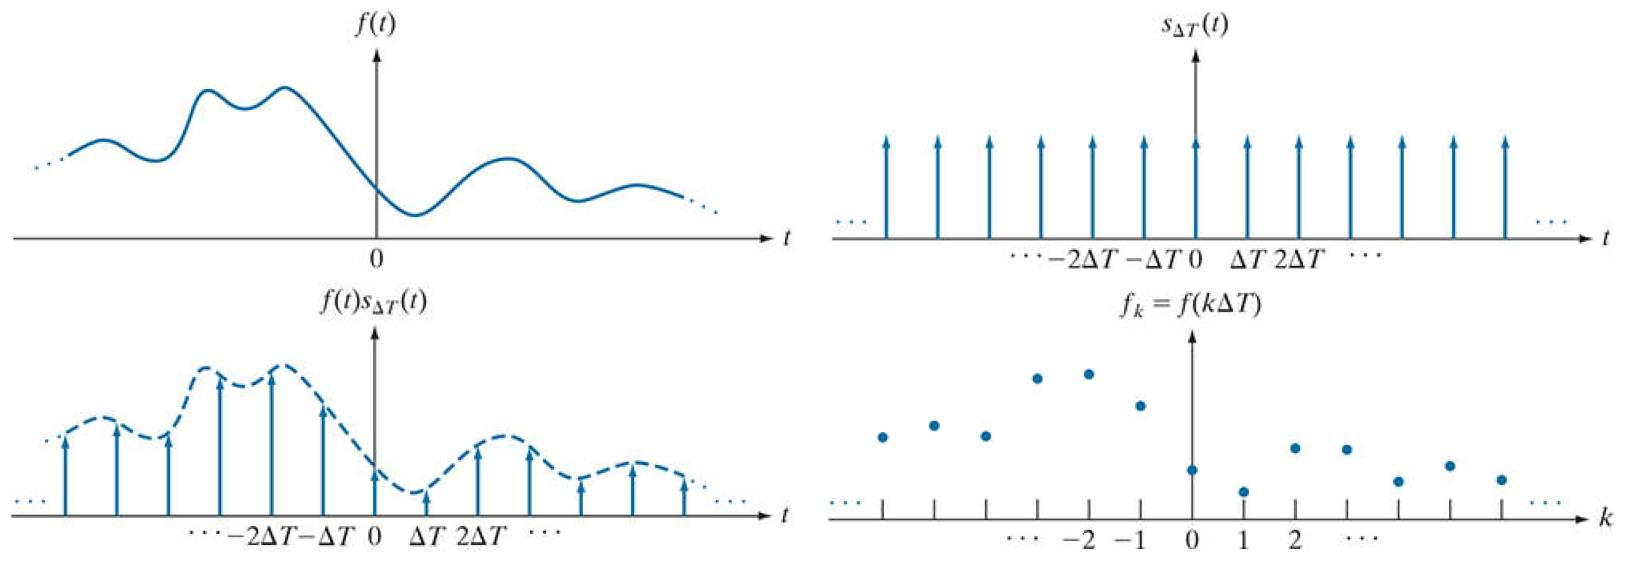 f(t)
t
0
s_ΔT(t)
t
··· −2ΔT −ΔT 0 ΔT 2ΔT ···
f(t)s_ΔT(t)
t
··· −2ΔT −ΔT 0 ΔT 2ΔT ···
f_k = f(kΔT)
k
··· −2 −1 0 1 2 ···